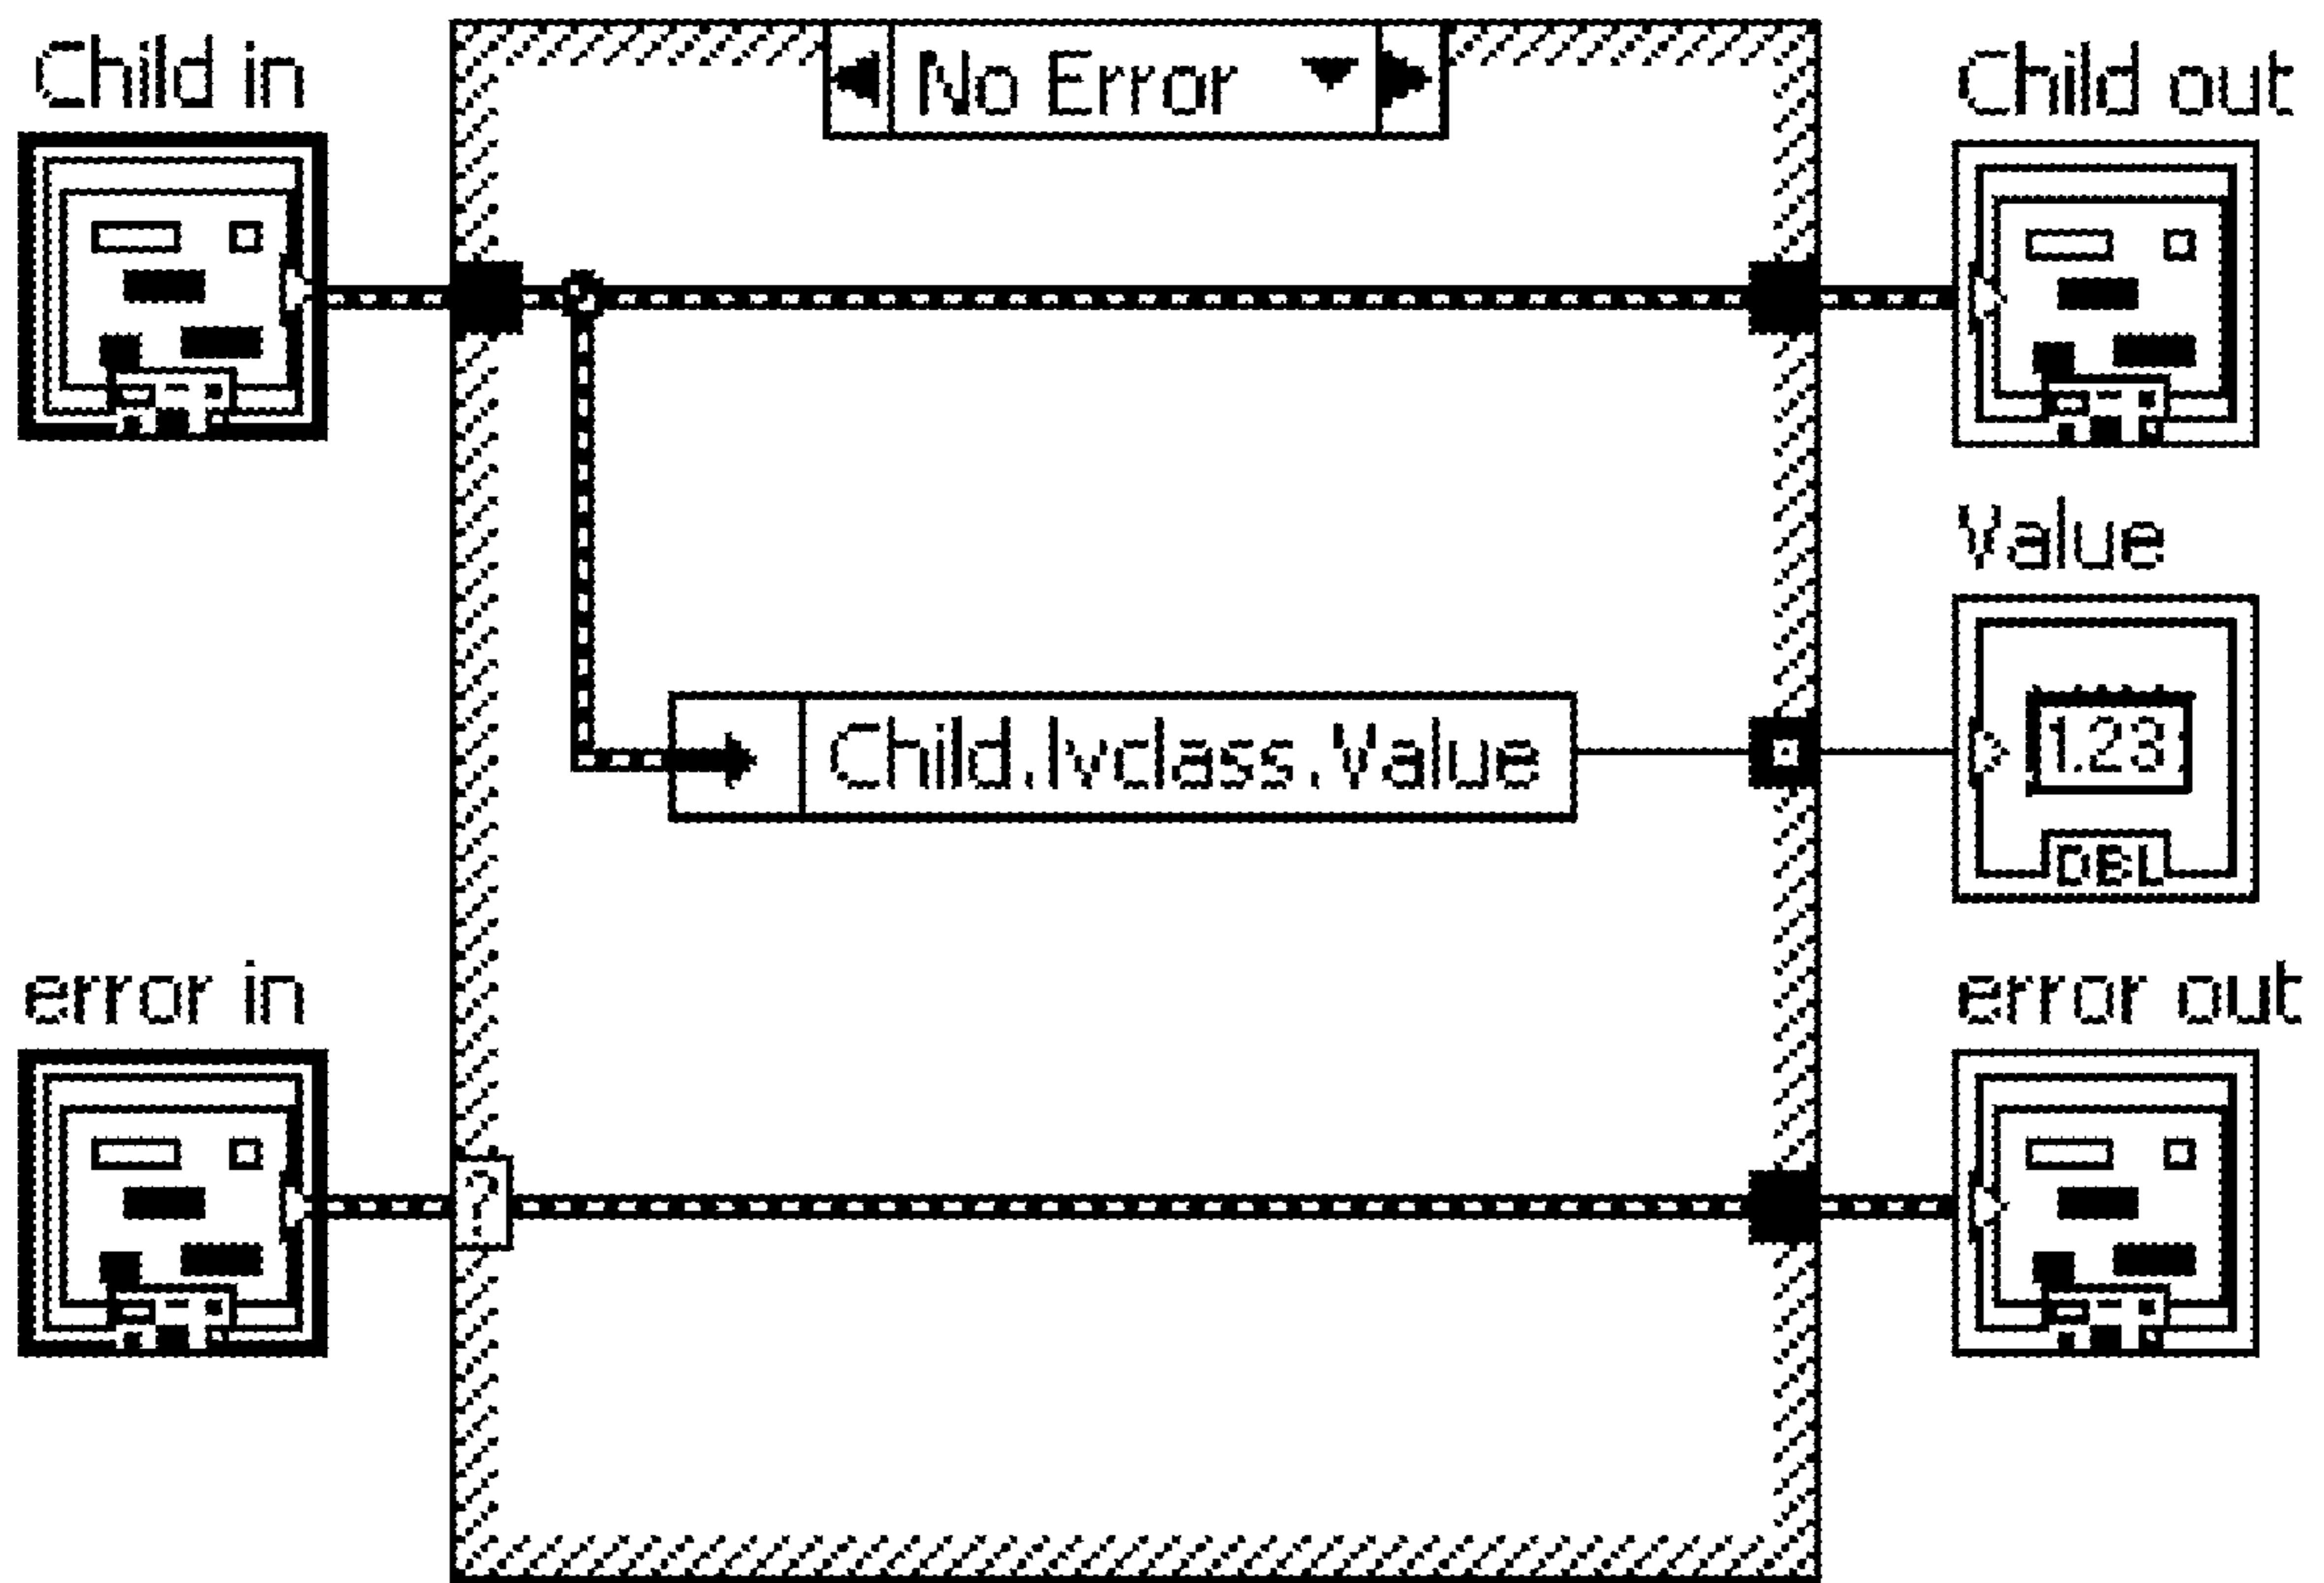 Child in
No Error
Child out
Value
1.23
DBL
Child.lvclass.Value
error in
error out
?